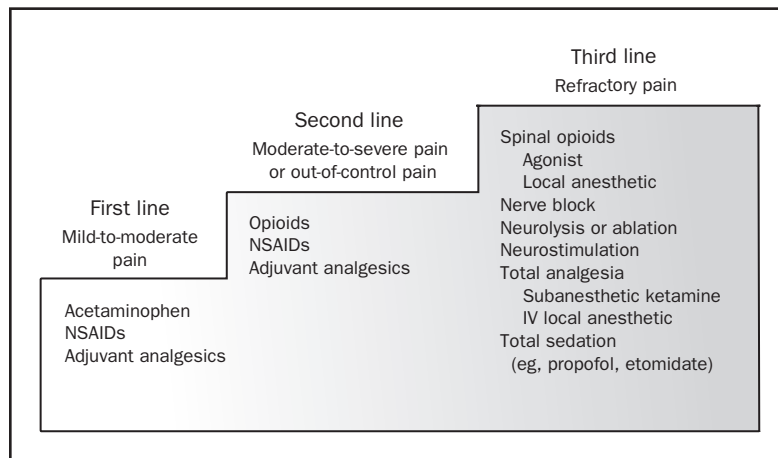 First line
Mild-to-moderate
pain
Acetaminophen
NSAIDs
Adjuvant analgesics
Second line
Moderate-to-severe pain
or out-of-control pain
Opioids
NSAIDs
Adjuvant analgesics
Third line
Refractory pain
Spinal opioids
Agonist
Local anesthetic
Nerve block
Neurolysis or ablation
Neurostimulation
Total analgesia
Subanesthetic ketamine
IV local anesthetic
Total sedation
(eg, propofol, etomidate)